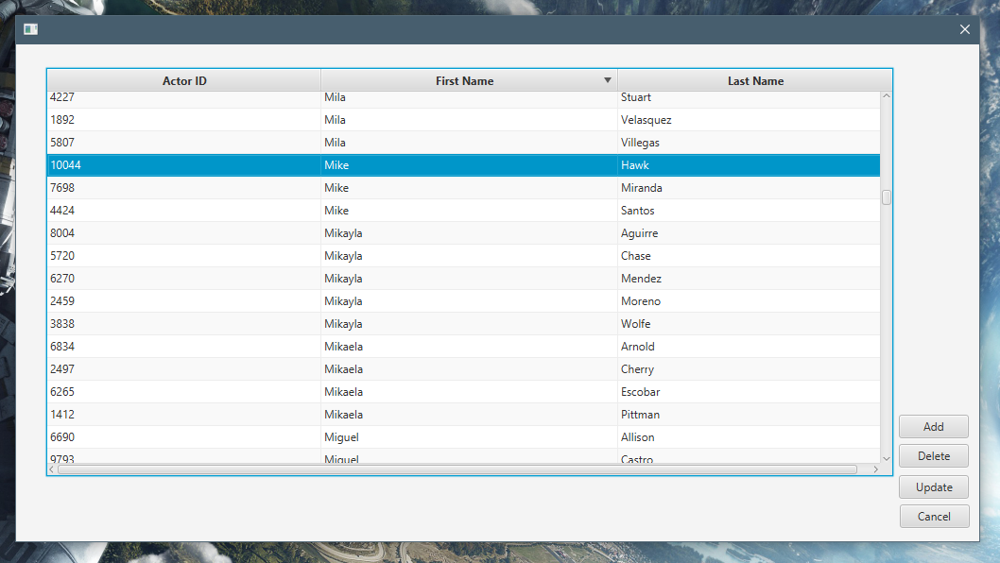 Actor ID First Name Last Name
4227 Mila Stuart
1892 Mila Velasquez
5807 Mila Villegas
10044 Mike Hawk
7698 Mike Miranda
4424 Mike Santos
8004 Mikayla Aguirre
5720 Mikayla Chase
6270 Mikayla Mendez
2459 Mikayla Moreno
3838 Mikayla Wolfe
6834 Mikaela Arnold
2497 Mikaela Cherry
6265 Mikaela Escobar
1412 Mikaela Pittman
6690 Miguel Allison
9793 Miguel Castro
Add
Delete
Update
Cancel